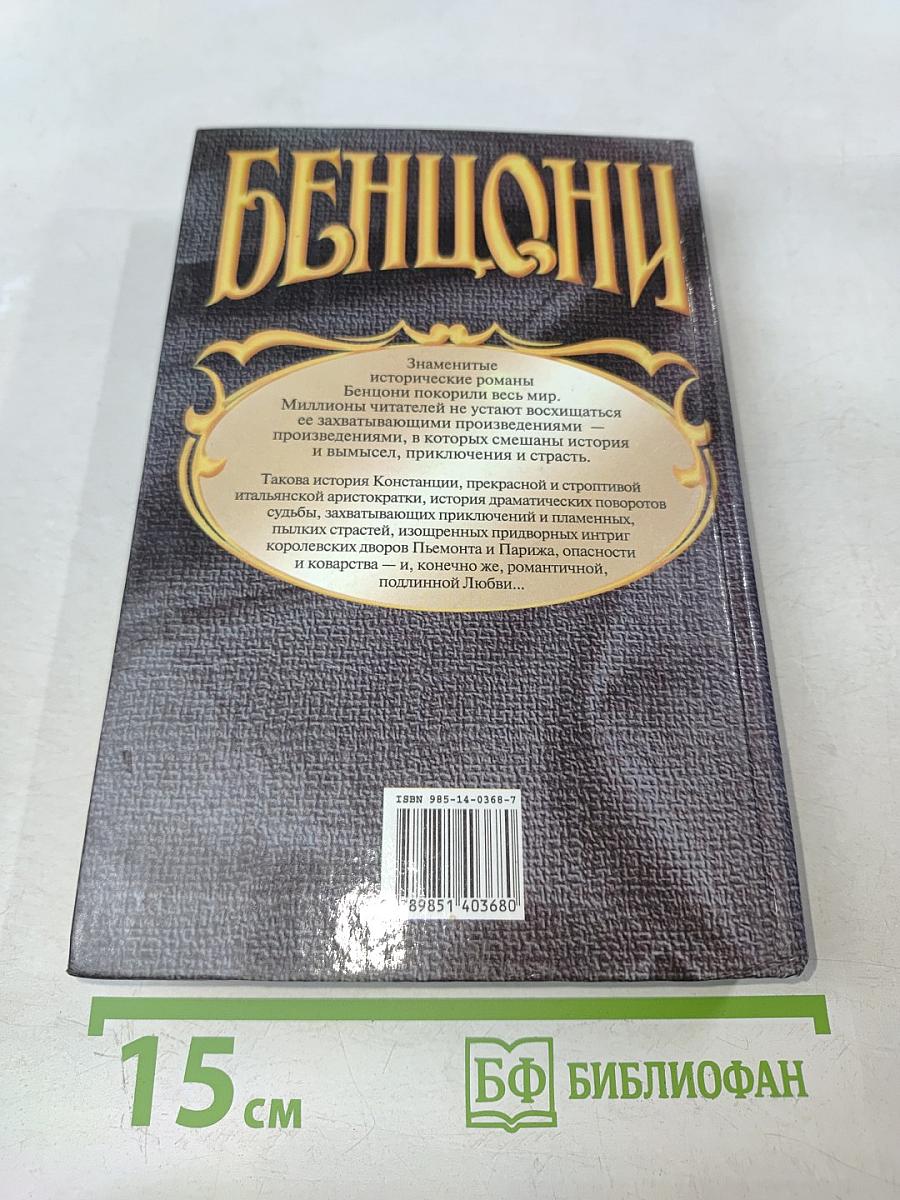 БЕНЦОНИ
Знаменитые
исторические романы
Бенцони покорили весь мир.
Миллионы читателей не устают восхищаться
ее захватывающими произведениями —
произведениями, в которых смешаны история
и вымысел, приключения и страсть.
Такова история Констанции, прекрасной и строптивой
итальянской аристократки, история драматических поворотов
судьбы, захватывающих приключений и пламенных,
пылких страстей, изощренных придворных интриг
королевских дворов Пьемонта и Парижа, опасности
и коварства — и, конечно же, романтичной,
подлинной Любви...
ISBN 985-14-0368-7
789851 403680
15 см
БФ БИБЛИОФАН